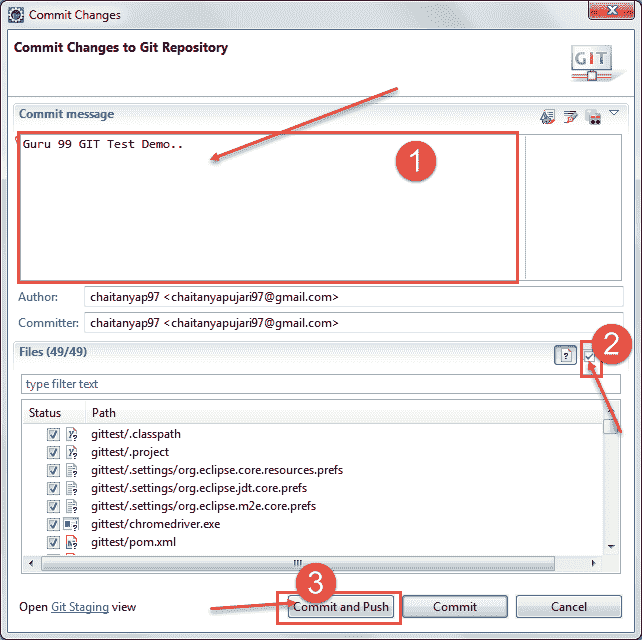 Commit Changes
Commit Changes to Git Repository
GIT
Commit message
Guru 99 GIT Test Demo..
1
Author: chaitanyap97 <chaitanyapujari97@gmail.com>
Committer: chaitanyap97 <chaitanyapujari97@gmail.com>
2
Files (49/49)
type filter text
Status Path
gittest/.classpath
gittest/.project
gittest/.settings/org.eclipse.core.resources.prefs
gittest/.settings/org.eclipse.jdt.core.prefs
gittest/.settings/org.eclipse.m2e.core.prefs
gittest/chromedriver.exe
gittest/pom.xml
3
Open Git Staging view Commit and Push Commit Cancel